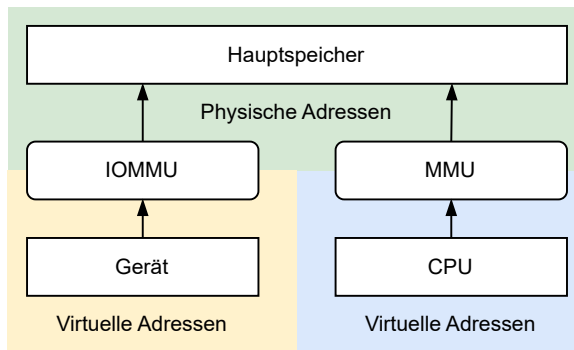 Hauptspeicher
Physische Adressen
IOMMU
MMU
Gerät
CPU
Virtuelle Adressen
Virtuelle Adressen